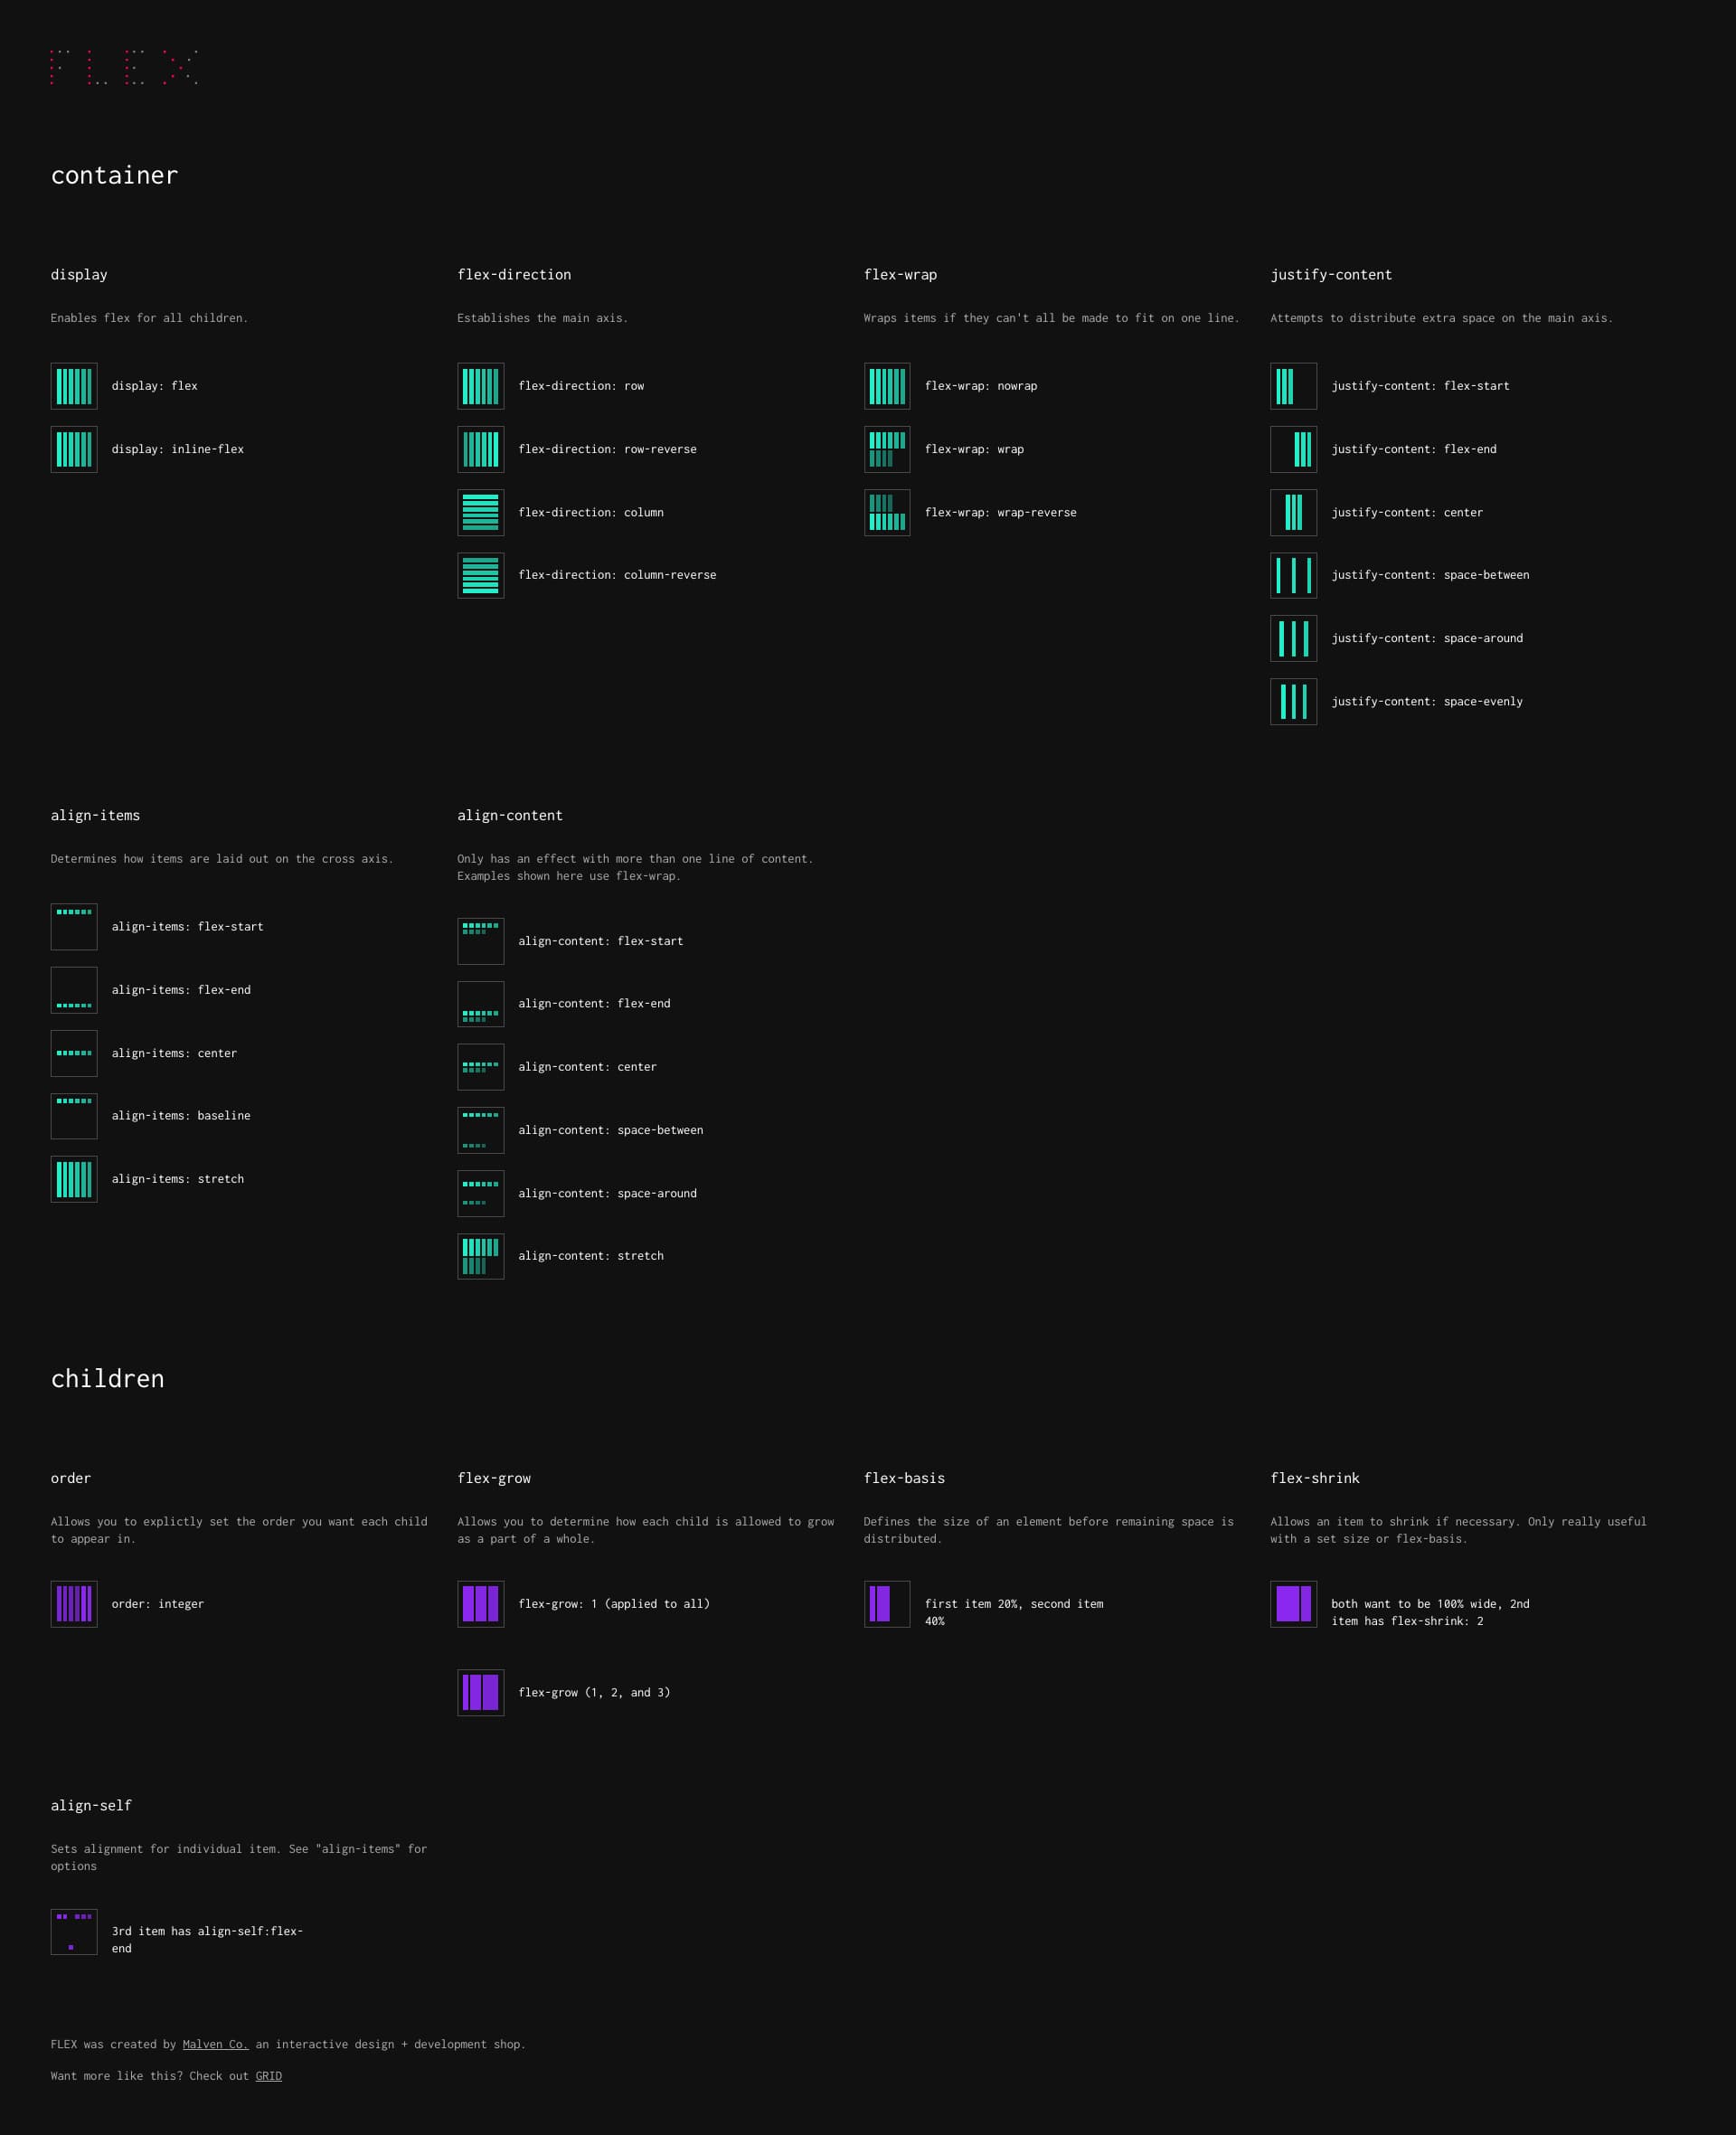 FLEX
container
display
Enables flex for all children.
display: flex
display: inline-flex
flex-direction
Establishes the main axis.
flex-direction: row
flex-direction: row-reverse
flex-direction: column
flex-direction: column-reverse
flex-wrap
Wraps items if they can't all be made to fit on one line.
flex-wrap: nowrap
flex-wrap: wrap
flex-wrap: wrap-reverse
justify-content
Attempts to distribute extra space on the main axis.
justify-content: flex-start
justify-content: flex-end
justify-content: center
justify-content: space-between
justify-content: space-around
justify-content: space-evenly
align-items
Determines how items are laid out on the cross axis.
align-items: flex-start
align-items: flex-end
align-items: center
align-items: baseline
align-items: stretch
align-content
Only has an effect with more than one line of content.
Examples shown here use flex-wrap.
align-content: flex-start
align-content: flex-end
align-content: center
align-content: space-between
align-content: space-around
align-content: stretch
children
order
Allows you to explictly set the order you want each child
to appear in.
order: integer
flex-grow
Allows you to determine how each child is allowed to grow
as a part of a whole.
flex-grow: 1 (applied to all)
flex-grow (1, 2, and 3)
flex-basis
Defines the size of an element before remaining space is
distributed.
first item 20%, second item
40%
flex-shrink
Allows an item to shrink if necessary. Only really useful
with a set size or flex-basis.
both want to be 100% wide, 2nd
item has flex-shrink: 2
align-self
Sets alignment for individual item. See "align-items" for
options
3rd item has align-self:flex-
end
FLEX was created by Malven Co. an interactive design + development shop.
Want more like this? Check out GRID